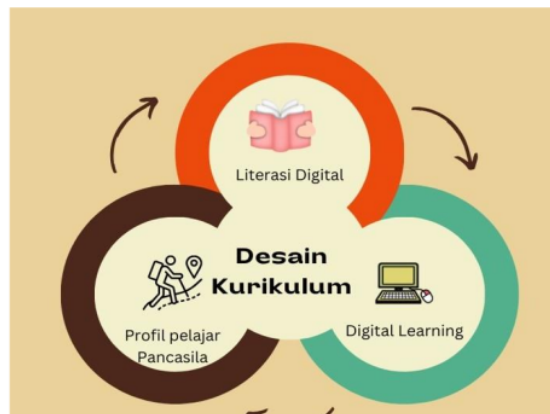 Literasi Digital
Desain
Kurikulum
Profil pelajar
Pancasila
Digital Learning